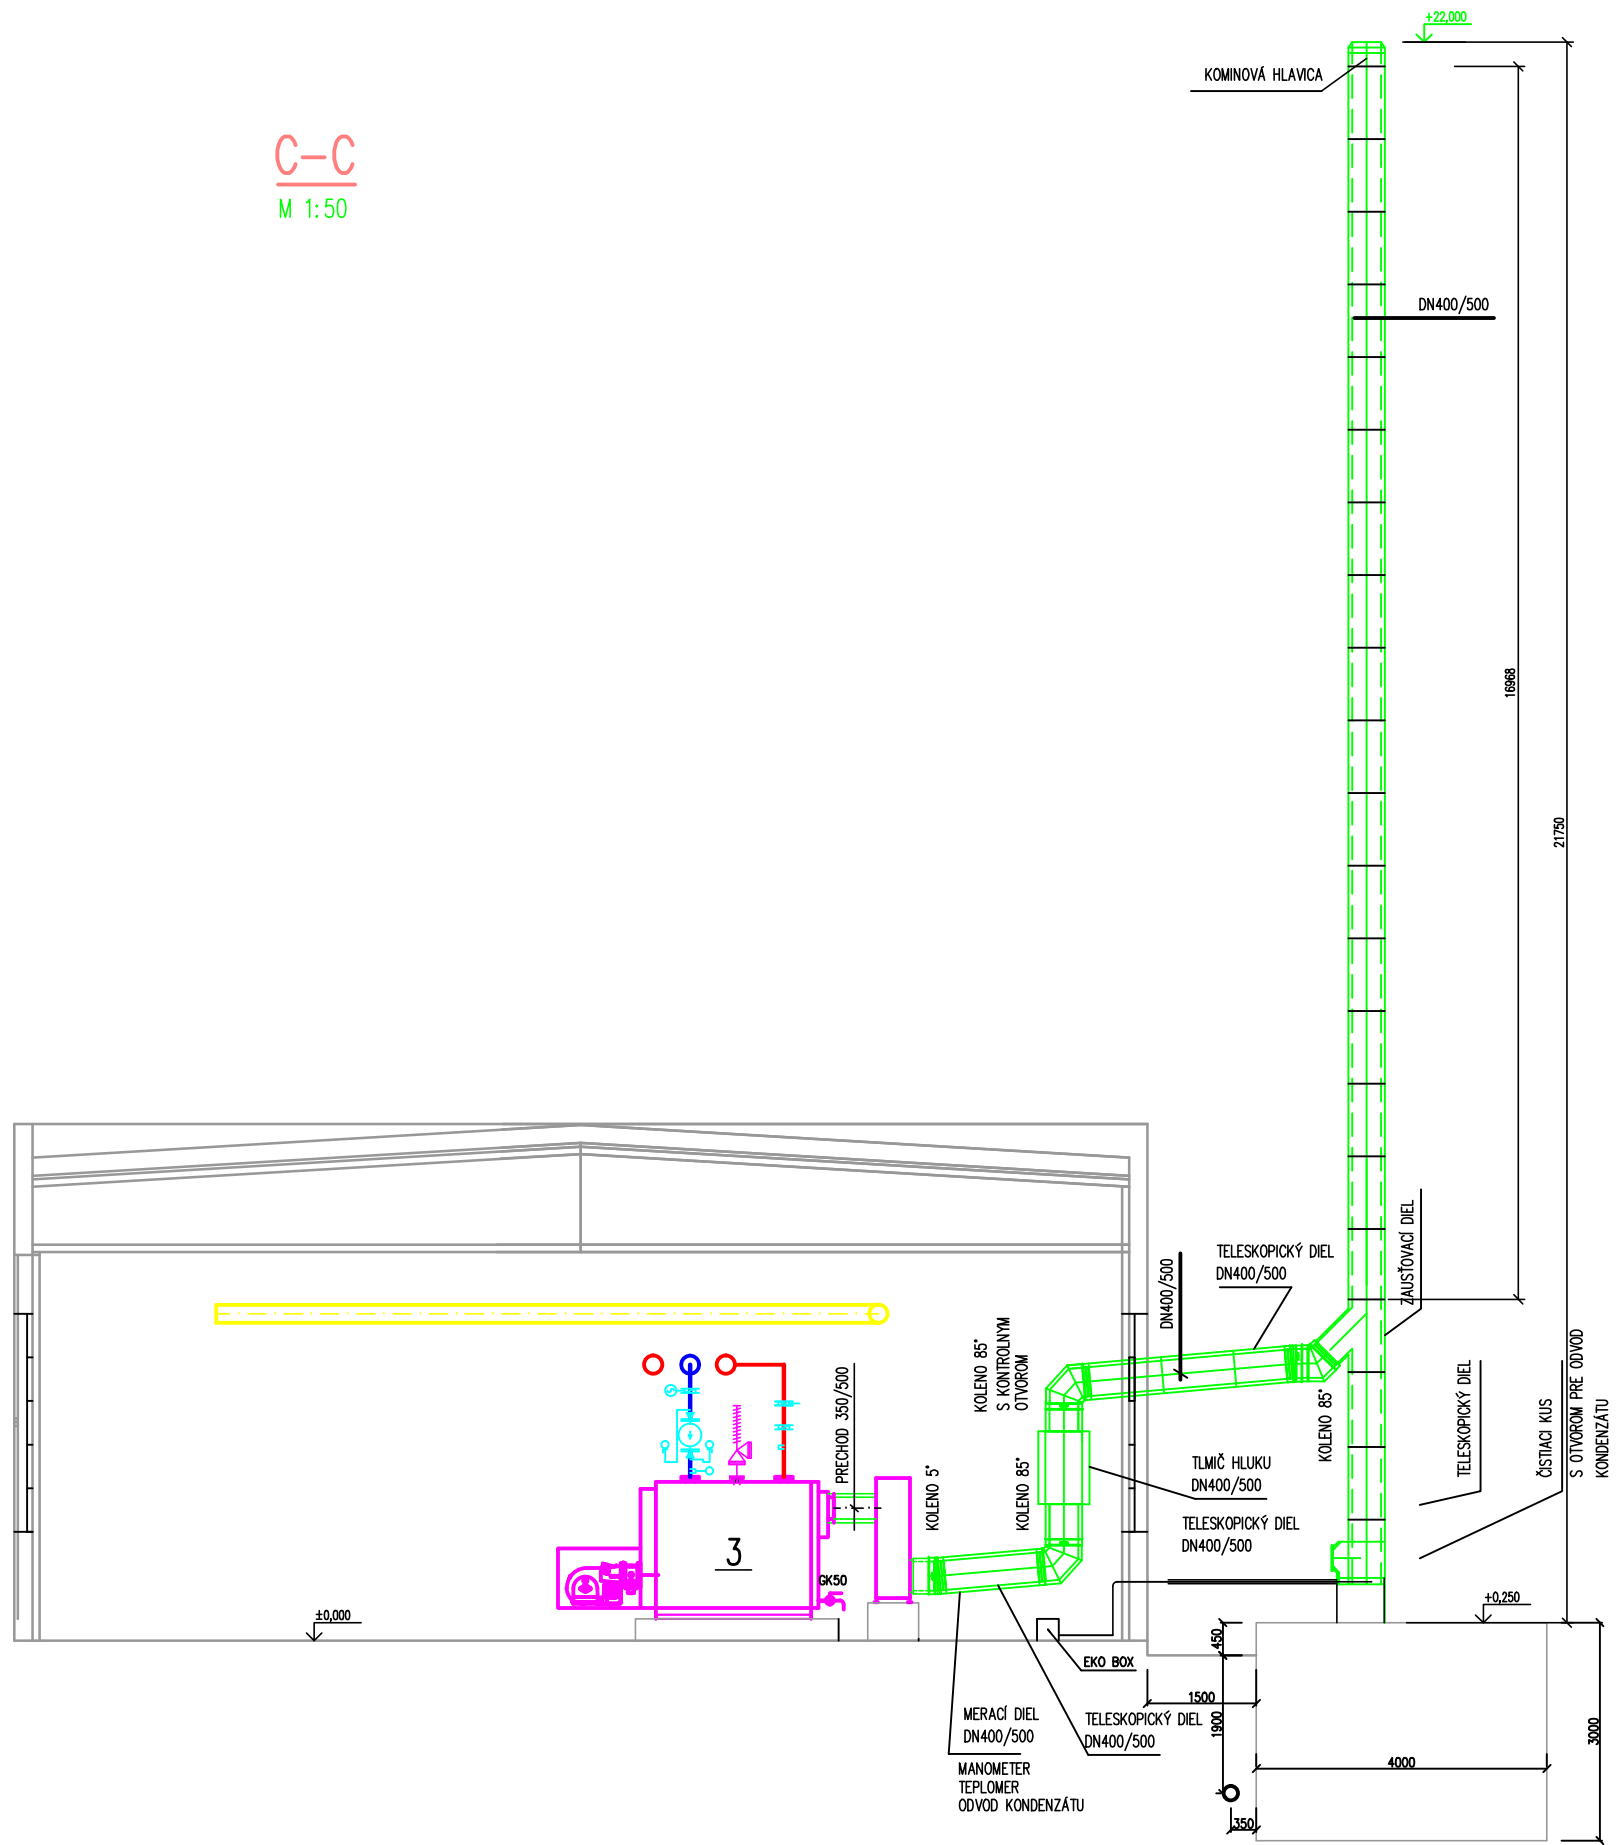 +22,000
KOMINOVÁ HLAVICA
C-C
M 1:50
DN400/500
16968
21750
ZAUSŤOVACÍ DIEL
TELESKOPICKÝ DIEL
DN400/500
DN400/500
KOLENO 85°
S KONTROLNYM
OTVOROM
PRECHOD 350/500
KOLENO 5°
KOLENO 85°
KOLENO 85°
TELESKOPICKÝ DIEL
ČISTIACI KUS
S OTVOROM PRE ODVOD
KONDENZÁTU
TLMIČ HLUKU
DN400/500
TELESKOPICKÝ DIEL
DN400/500
3
GK50
±0,000
+0,250
450
EKO BOX
1500
1900
3000
MERACÍ DIEL
DN400/500
TELESKOPICKÝ DIEL
DN400/500
MANOMETER
TEPLOMER
ODVOD KONDENZÁTU
4000
350